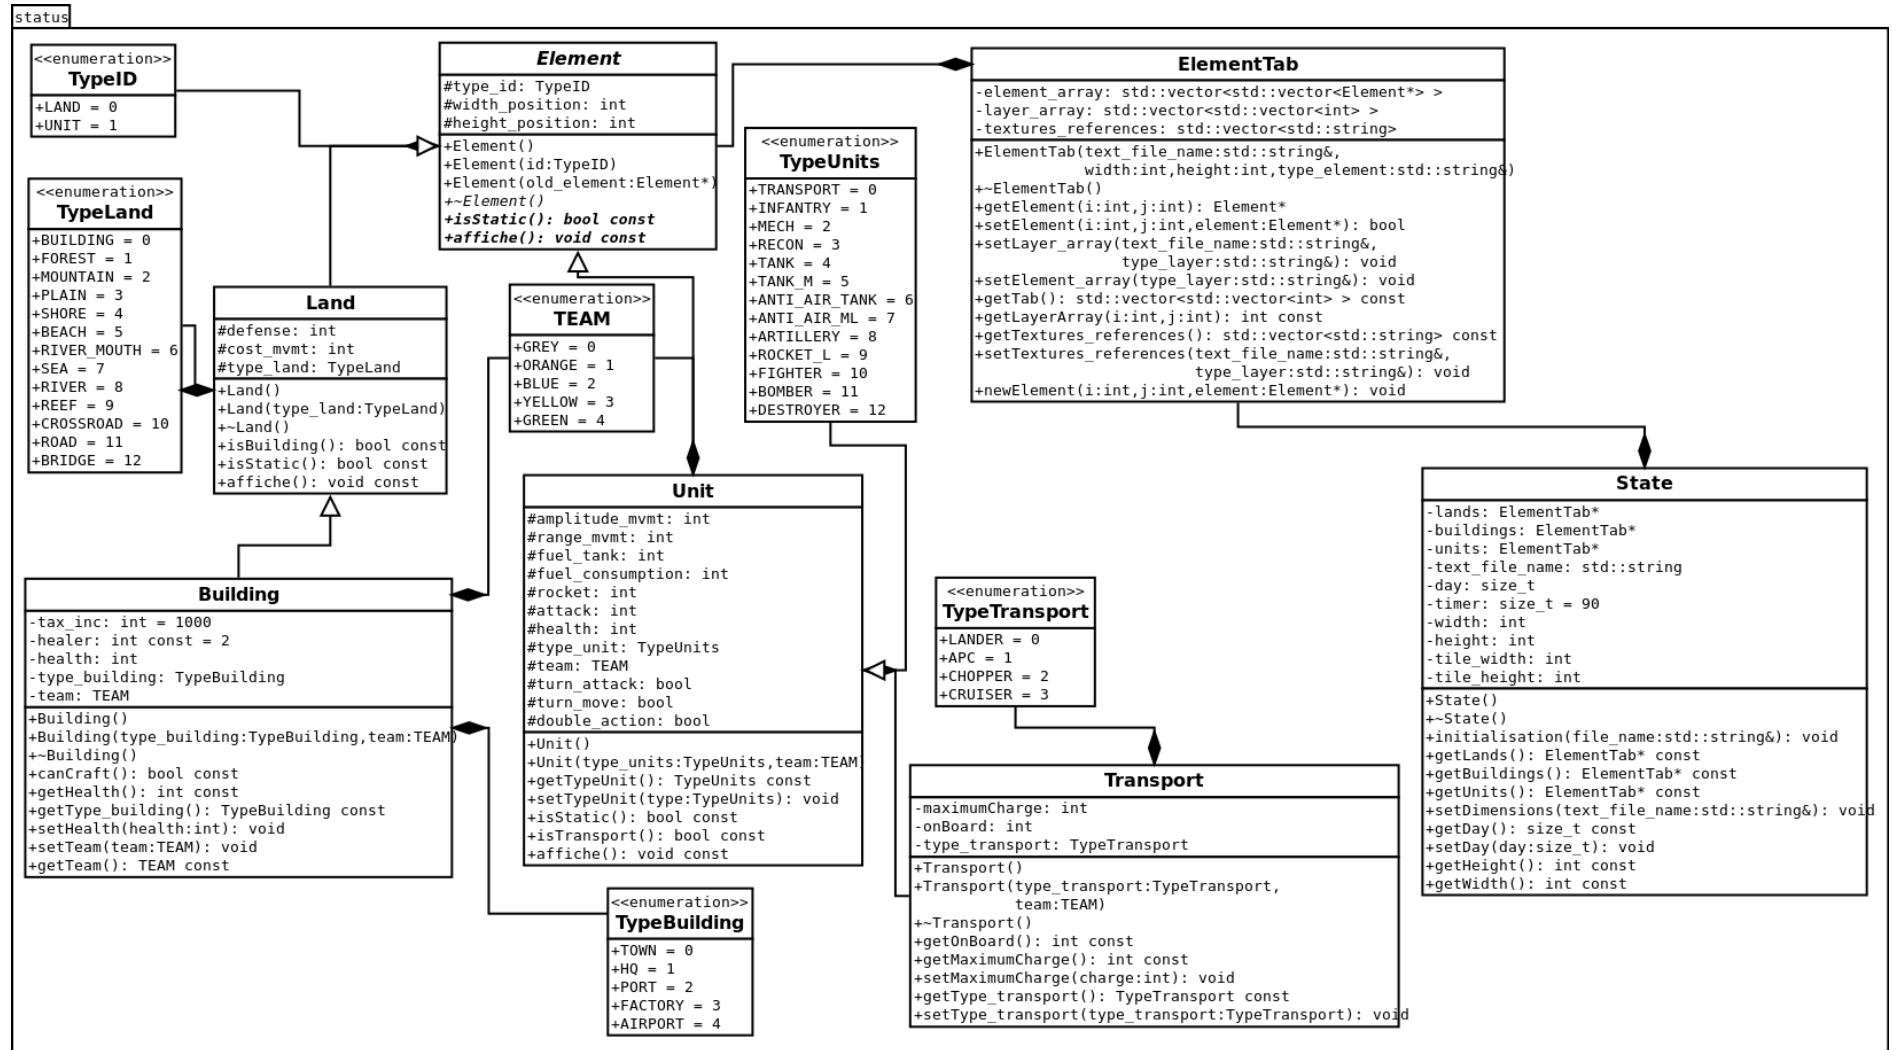 status
<<enumeration>>
TypeID
+LAND = 0
+UNIT = 1
Element
#type_id: TypeID
#width_position: int
#height_position: int
+Element()
+Element(id:TypeID)
+Element(old_element:Element*)
+~Element()
+isStatic(): bool const
+affiche(): void const
ElementTab
-element_array: std::vector<std::vector<Element*> >
-layer_array: std::vector<std::vector<int> >
-textures_references: std::vector<std::string>
+ElementTab(text_file_name:std::string&,
width:int,height:int,type_element:std::string&)
+~ElementTab()
+getElement(i:int,j:int): Element*
+setElement(i:int,j:int,element:Element*): bool
+setLayer_array(text_file_name:std::string&,
type_layer:std::string&): void
+setElement_array(type_layer:std::string&): void
+getTab(): std::vector<std::vector<int> > const
+getLayerArray(i:int,j:int): int const
+getTextures_references(): std::vector<std::string> const
+setTextures_references(text_file_name:std::string&,
type_layer:std::string&): void
+newElement(i:int,j:int,element:Element*): void
<<enumeration>>
TypeUnits
+TRANSPORT = 0
+INFANTRY = 1
+MECH = 2
+RECON = 3
+TANK = 4
+TANK_M = 5
+ANTI_AIR_TANK = 6
+ANTI_AIR_ML = 7
+ARTILLERY = 8
+ROCKET_L = 9
+FIGHTER = 10
+BOMBER = 11
+DESTROYER = 12
<<enumeration>>
TypeLand
+BUILDING = 0
+FOREST = 1
+MOUNTAIN = 2
+PLAIN = 3
+SHORE = 4
+BEACH = 5
+RIVER_MOUTH = 6
+SEA = 7
+RIVER = 8
+REEF = 9
+CROSSROAD = 10
+ROAD = 11
+BRIDGE = 12
Land
#defense: int
#cost_mvmt: int
#type_land: TypeLand
+Land()
+Land(type_land:TypeLand)
+~Land()
+isBuilding(): bool const
+isStatic(): bool const
+affiche(): void const
<<enumeration>>
TEAM
+GREY = 0
+ORANGE = 1
+BLUE = 2
+YELLOW = 3
+GREEN = 4
Unit
#amplitude_mvmt: int
#range_mvmt: int
#fuel_tank: int
#fuel_consumption: int
#rocket: int
#attack: int
#health: int
#type_unit: TypeUnits
#team: TEAM
#turn_attack: bool
#turn_move: bool
#double_action: bool
+Unit()
+Unit(type_units:TypeUnits,team:TEAM)
+getTypeUnit(): TypeUnits const
+setTypeUnit(type:TypeUnits): void
+isStatic(): bool const
+isTransport(): bool const
+affiche(): void const
State
-lands: ElementTab*
-buildings: ElementTab*
-units: ElementTab*
-text_file_name: std::string
-day: size_t
-timer: size_t = 90
-width: int
-height: int
-tile_width: int
-tile_height: int
+State()
+~State()
+initialisation(file_name:std::string&): void
+getLands(): ElementTab* const
+getBuildings(): ElementTab* const
+getUnits(): ElementTab* const
+setDimensions(text_file_name:std::string&): void
+getDay(): size_t const
+setDay(day:size_t): void
+getHeight(): int const
+getWidth(): int const
Building
-tax_inc: int = 1000
-healer: int const = 2
-health: int
-type_building: TypeBuilding
-team: TEAM
+Building()
+Building(type_building:TypeBuilding,team:TEAM)
+~Building()
+canCraft(): bool const
+getHealth(): int const
+getType_building(): TypeBuilding const
+setHealth(health:int): void
+setTeam(team:TEAM): void
+getTeam(): TEAM const
<<enumeration>>
TypeTransport
+LANDER = 0
+APC = 1
+CHOPPER = 2
+CRUISER = 3
Transport
-maximumCharge: int
-onBoard: int
-type_transport: TypeTransport
+Transport()
+Transport(type_transport:TypeTransport,
team:TEAM)
+~Transport()
+getOnBoard(): int const
+getMaximumCharge(): int const
+setMaximumCharge(charge:int): void
+getType_transport(): TypeTransport const
+setType_transport(type_transport:TypeTransport): void
<<enumeration>>
TypeBuilding
+TOWN = 0
+HQ = 1
+PORT = 2
+FACTORY = 3
+AIRPORT = 4